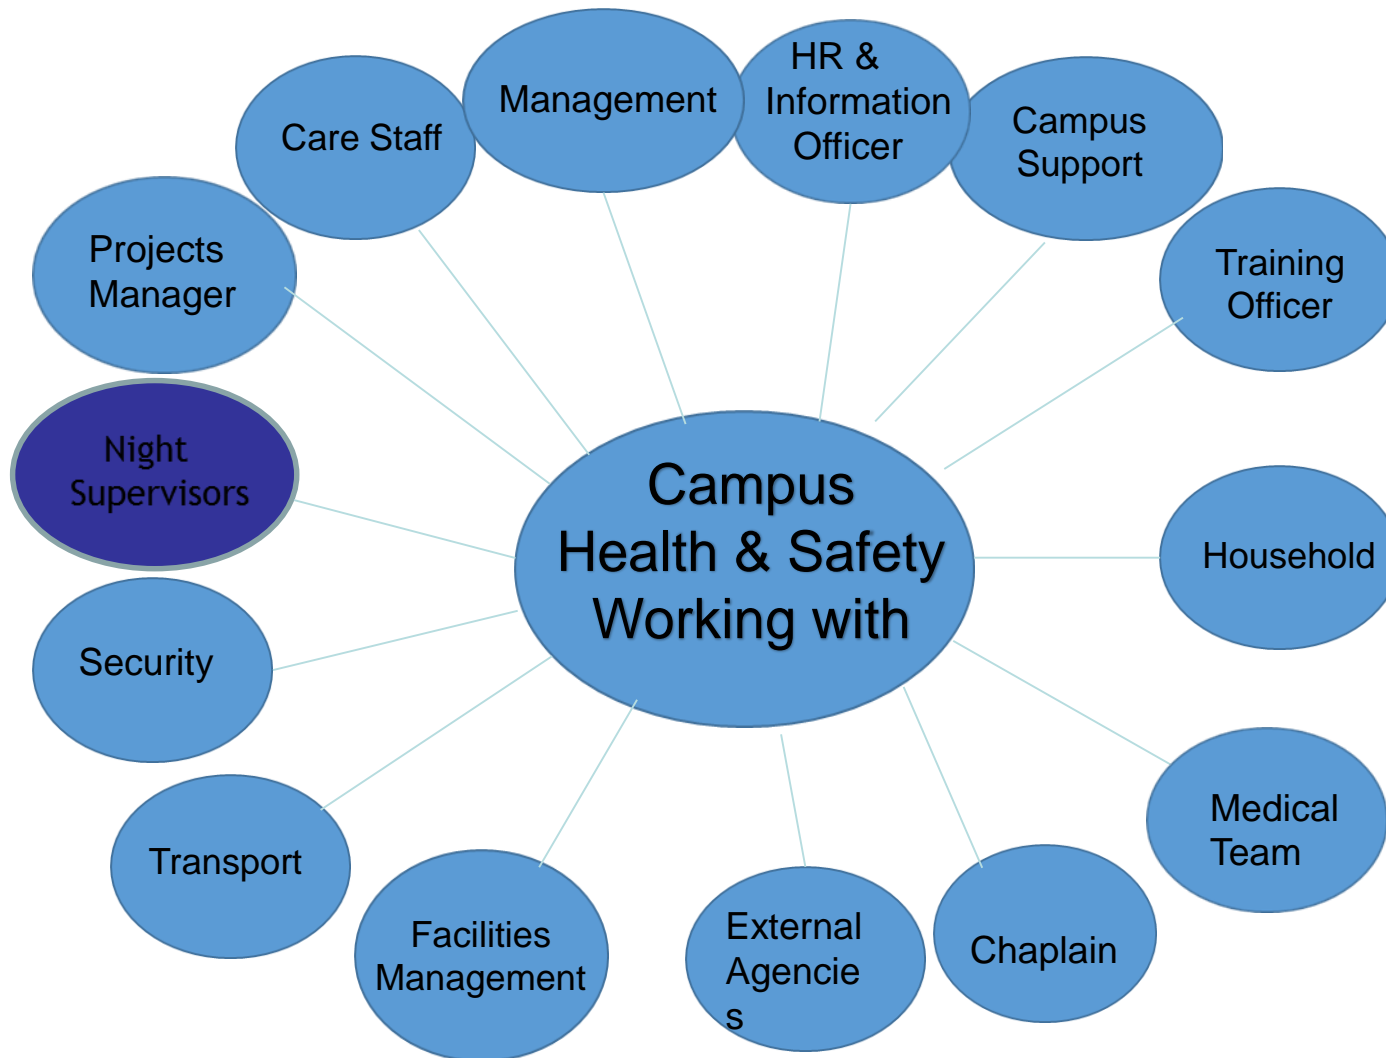 Management
HR &
Information
Officer
Care Staff
Campus
Support
Projects
Manager
Training
Officer
Night
Supervisors
Campus
Health & Safety
Working with
Household
Security
Transport
Medical
Team
Facilities
Management
External
Agencie
s
Chaplain